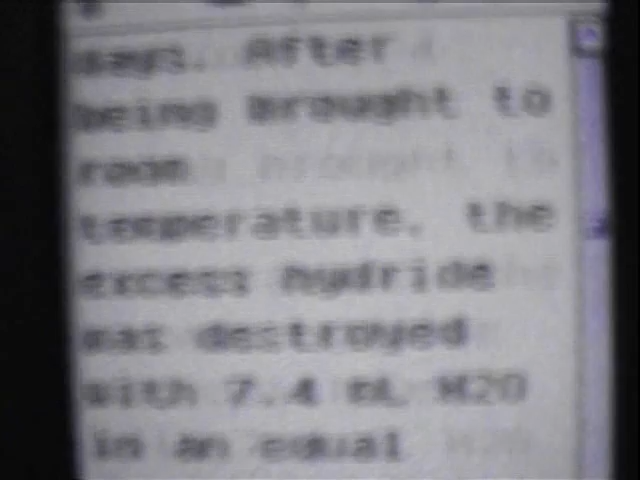 days. After
being brought to
room
temperature, the
excess hydride
was destroyed
with 7.4 mL H2O
in an equal